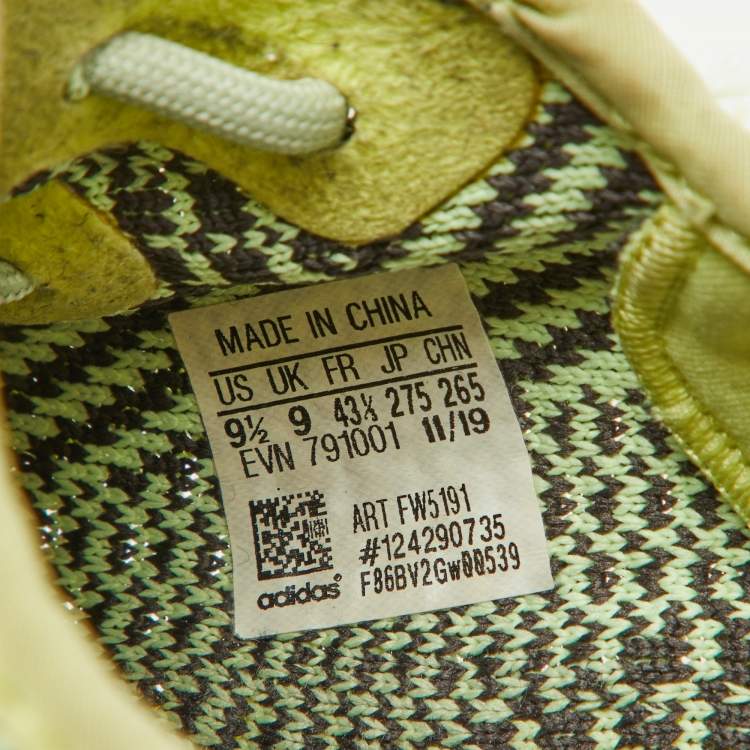 MADE IN CHINA
US UK FR JP CHN
9½ 9 43⅓ 275 265
EVN 791001 11/19
ART FW5191
#124290735
F86BV2Gw00539
adidas®